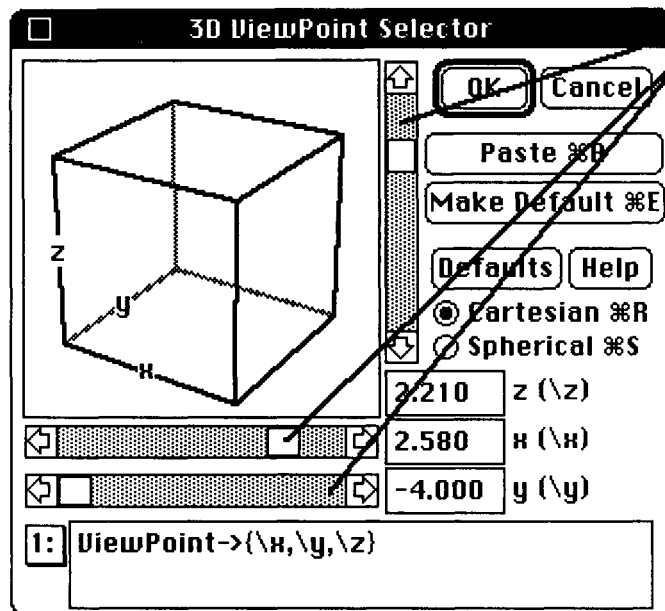 3D ViewPoint Selector
OK Cancel
Paste ⌘P
Make Default ⌘E
z
y
x
Defaults Help
Cartesian ⌘R
Spherical ⌘S
2.210 z (\z)
2.580 x (\x)
-4.000 y (\y)
1: ViewPoint->{\x,\y,\z}